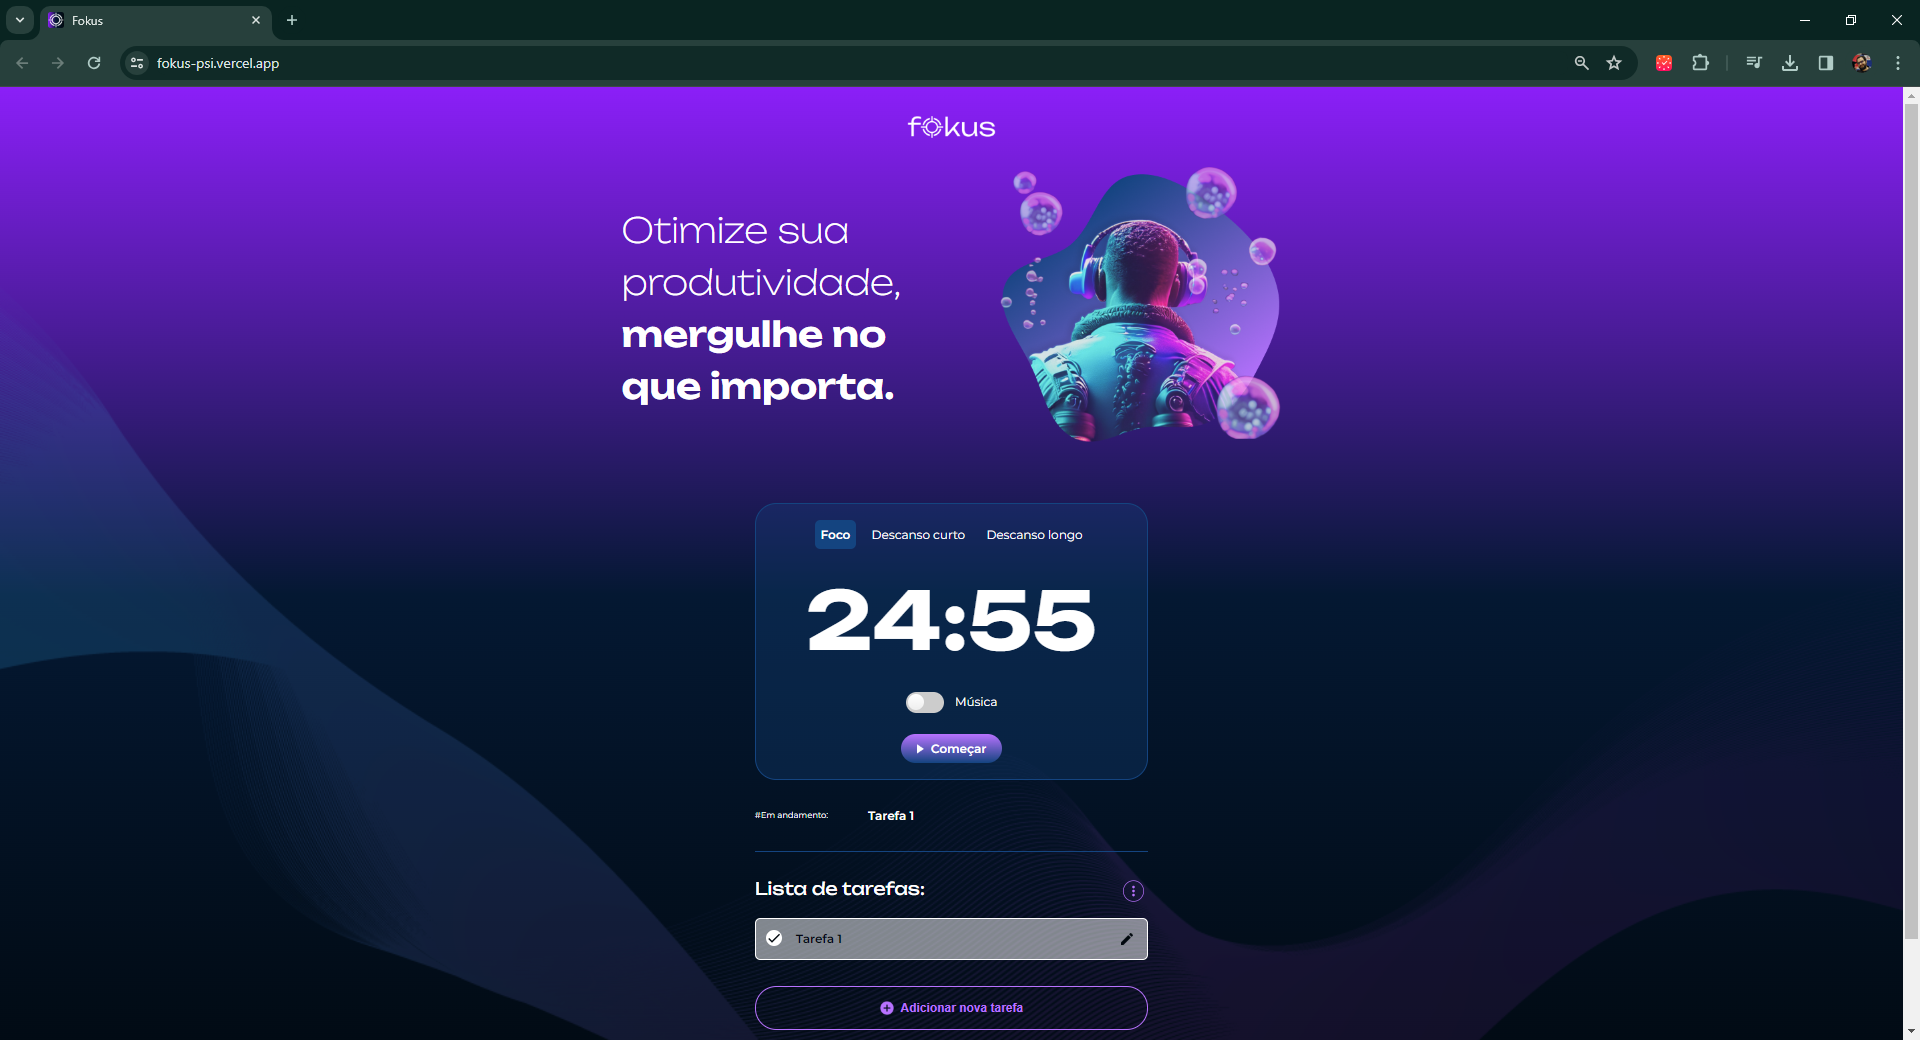 Fokus
fokus-psi.vercel.app
fokus
Otimize sua
produtividade,
mergulhe no
que importa.
Foco Descanso curto Descanso longo
24:55
Música
Começar
#Em andamento: Tarefa 1
Lista de tarefas:
Tarefa 1
Adicionar nova tarefa